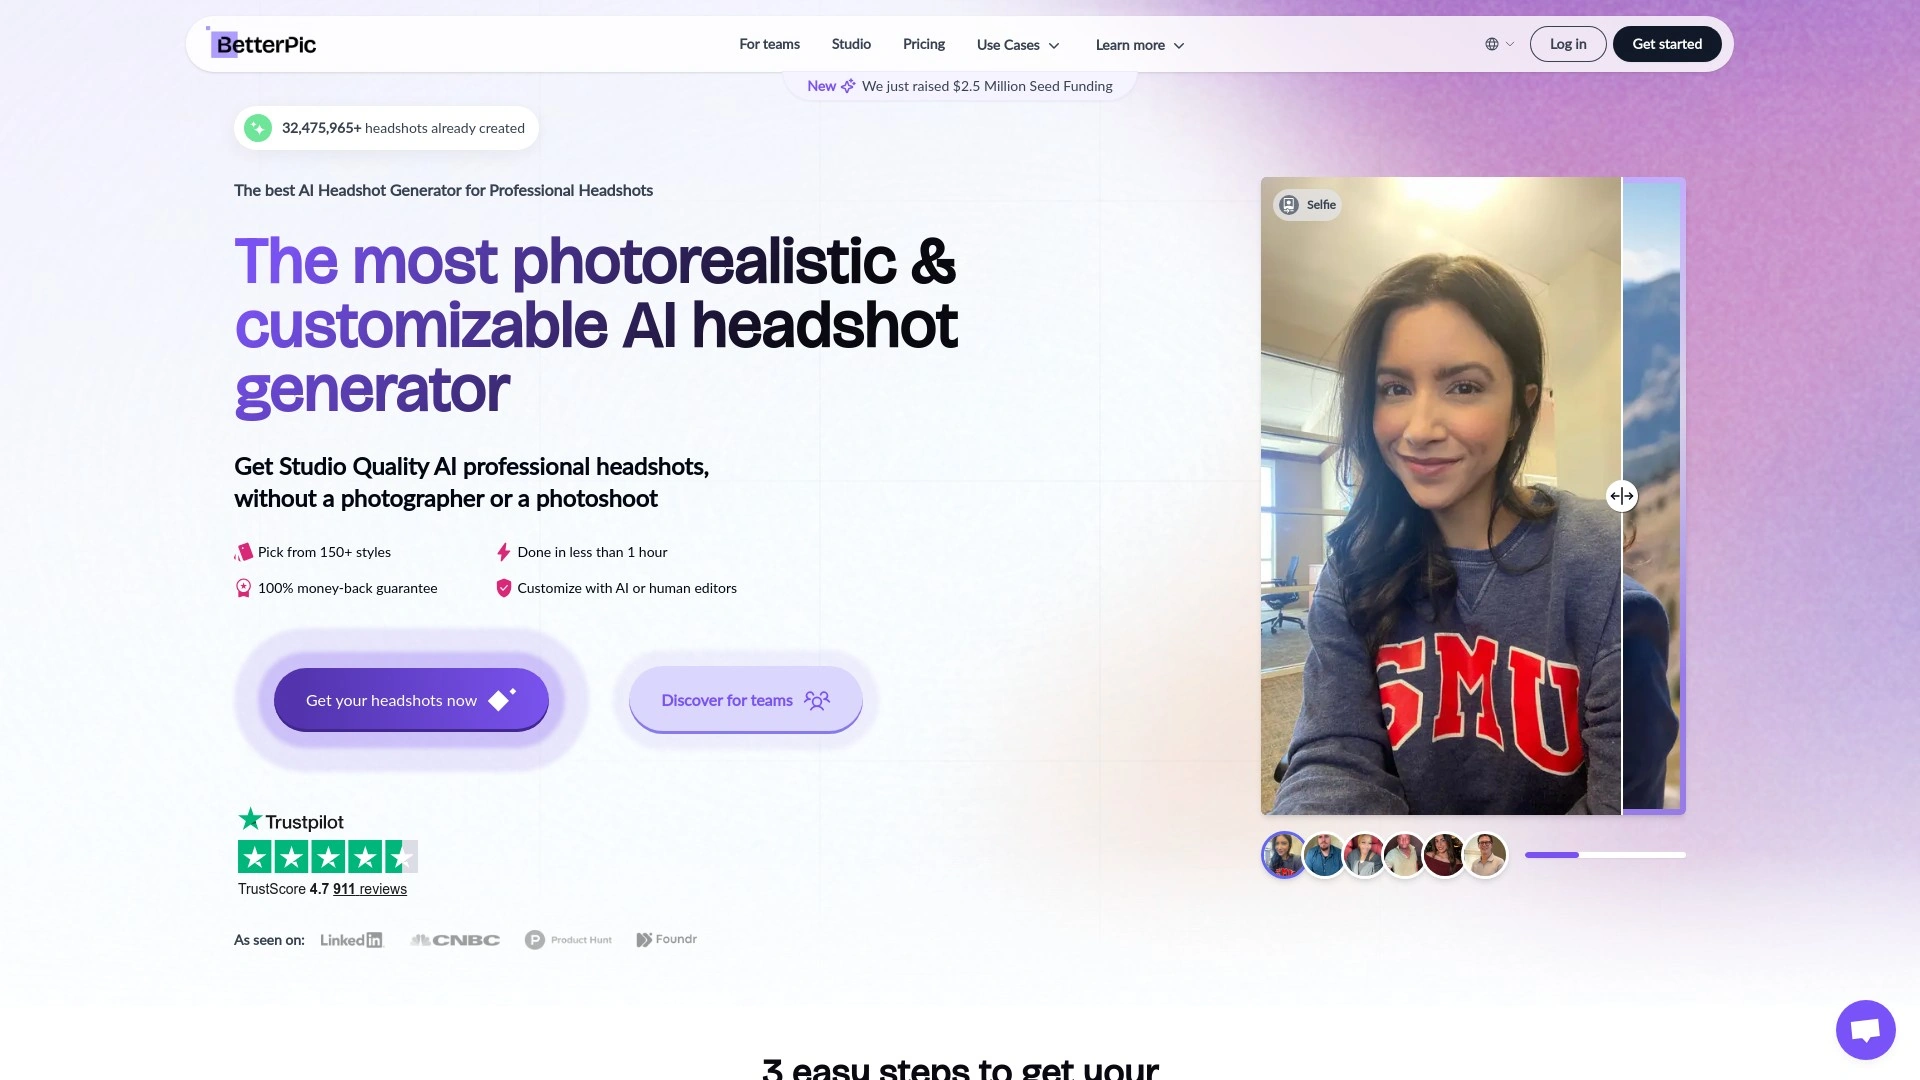 BetterPic
For teams
Studio
Pricing
Use Cases
Learn more
Log in
Get started
New We just raised $2.5 Million Seed Funding
32,475,965+ headshots already created
The best AI Headshot Generator for Professional Headshots
The most photorealistic &
customizable AI headshot
generator
Get Studio Quality AI professional headshots,
without a photographer or a photoshoot
Pick from 150+ styles
Done in less than 1 hour
100% money-back guarantee
Customize with AI or human editors
Get your headshots now
Discover for teams
Trustpilot
TrustScore 4.7 911 reviews
As seen on:
LinkedIn
CNBC
Product Hunt
Foundr
Selfie
SMU
3 easy steps to get your